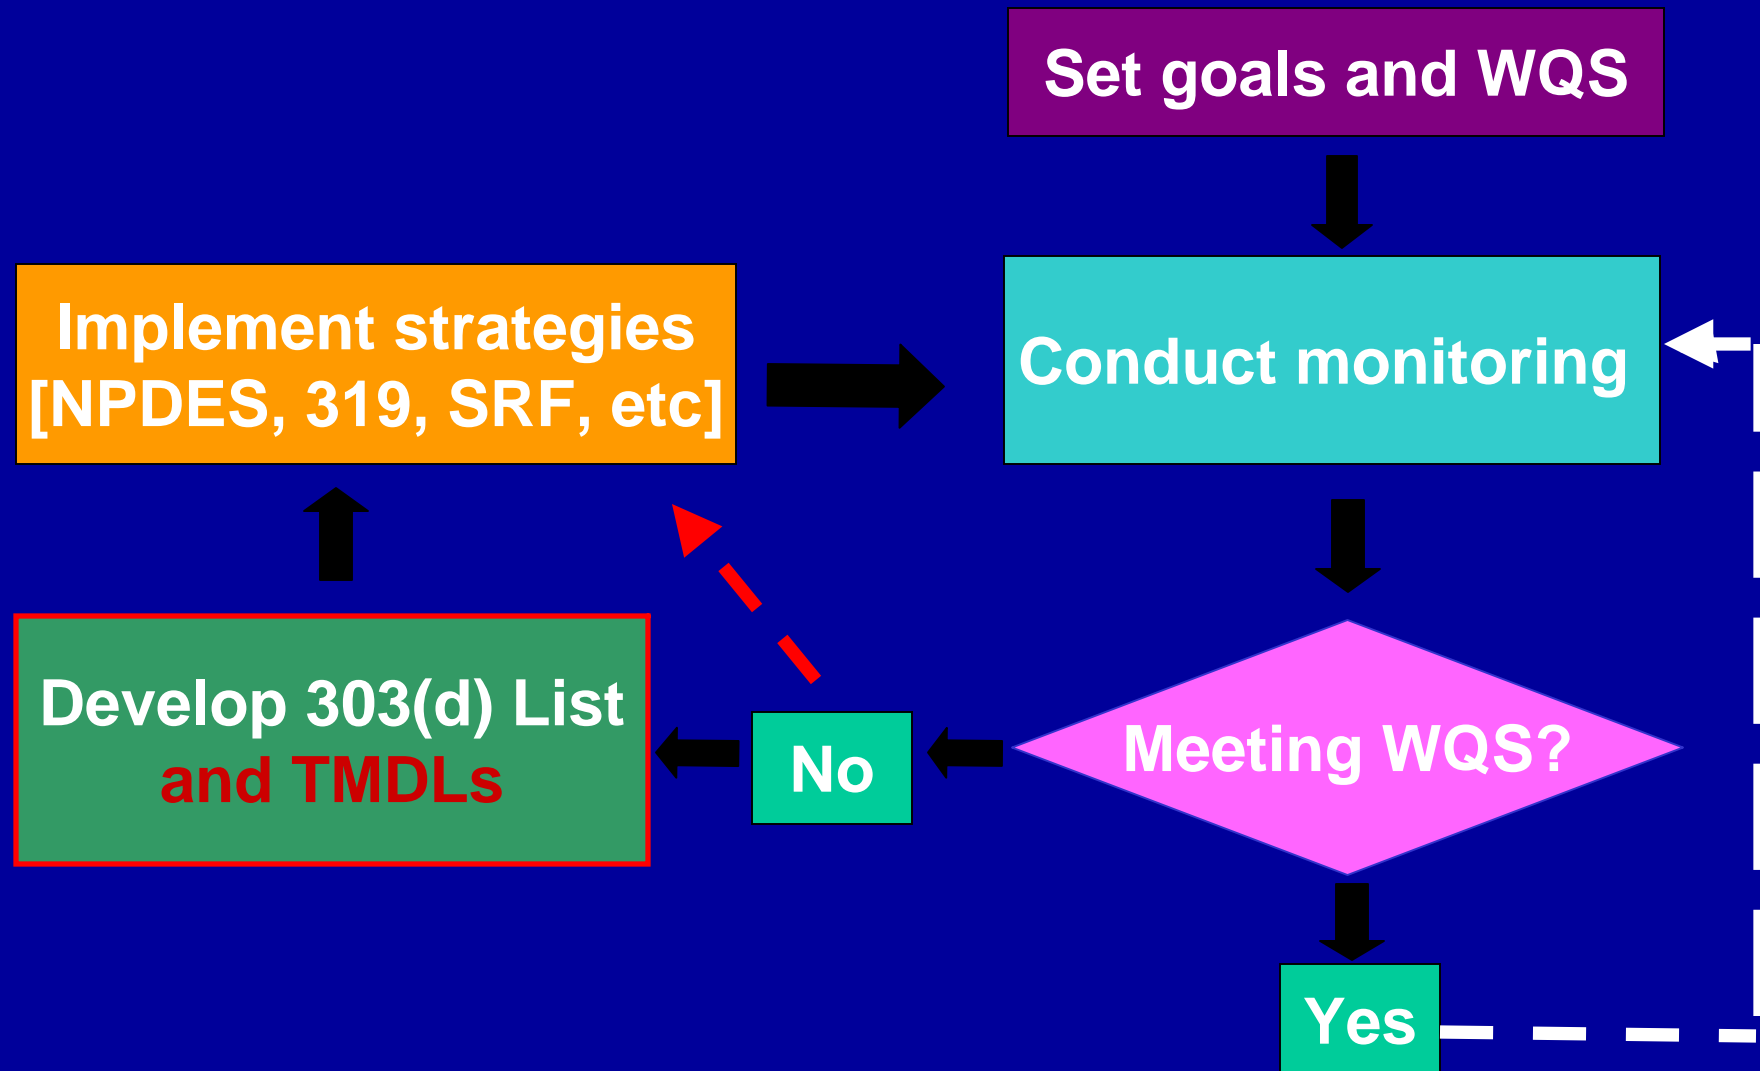 Set goals and WQS
Implement strategies
[NPDES, 319, SRF, etc]
Conduct monitoring
Develop 303(d) List
and TMDLs
No
Meeting WQS?
Yes